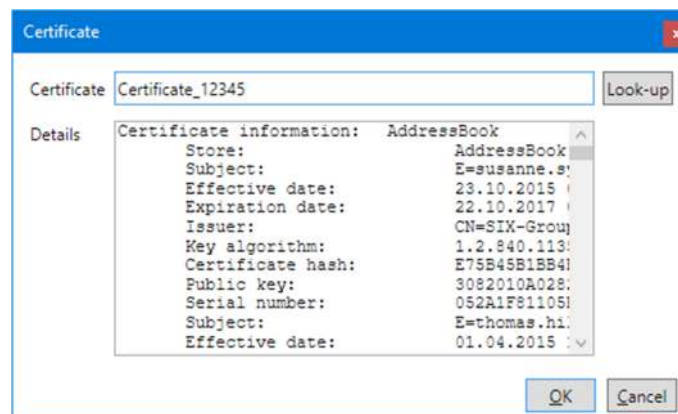 Certificate
Certificate Certificate_12345 Look-up
Details
Certificate information: AddressBook
Store: AddressBook
Subject: E=susanne.s
Effective date: 23.10.2015
Expiration date: 22.10.2017
Issuer: CN=SIX-Group
Key algorithm: 1.2.840.113
Certificate hash: E75B45B1BB4
Public key: 3082010A028
Serial number: 052A1F81105
Subject: E=thomas.hi
Effective date: 01.04.2015
OK Cancel